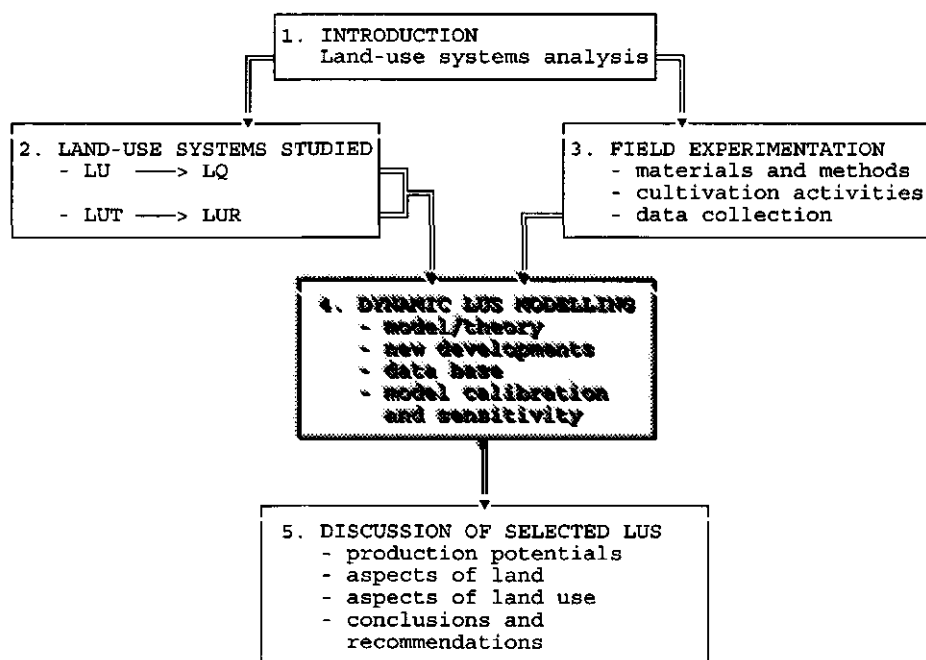 1. INTRODUCTION
Land-use systems analysis
2. LAND-USE SYSTEMS STUDIED
- LU ——> LQ
- LUT ——> LUR
3. FIELD EXPERIMENTATION
- materials and methods
- cultivation activities
- data collection
4. DYNAMIC LUS MODELLING
- model/theory
- new developments
- data base
- model calibration
and sensitivity
5. DISCUSSION OF SELECTED LUS
- production potentials
- aspects of land
- aspects of land use
- conclusions and
recommendations